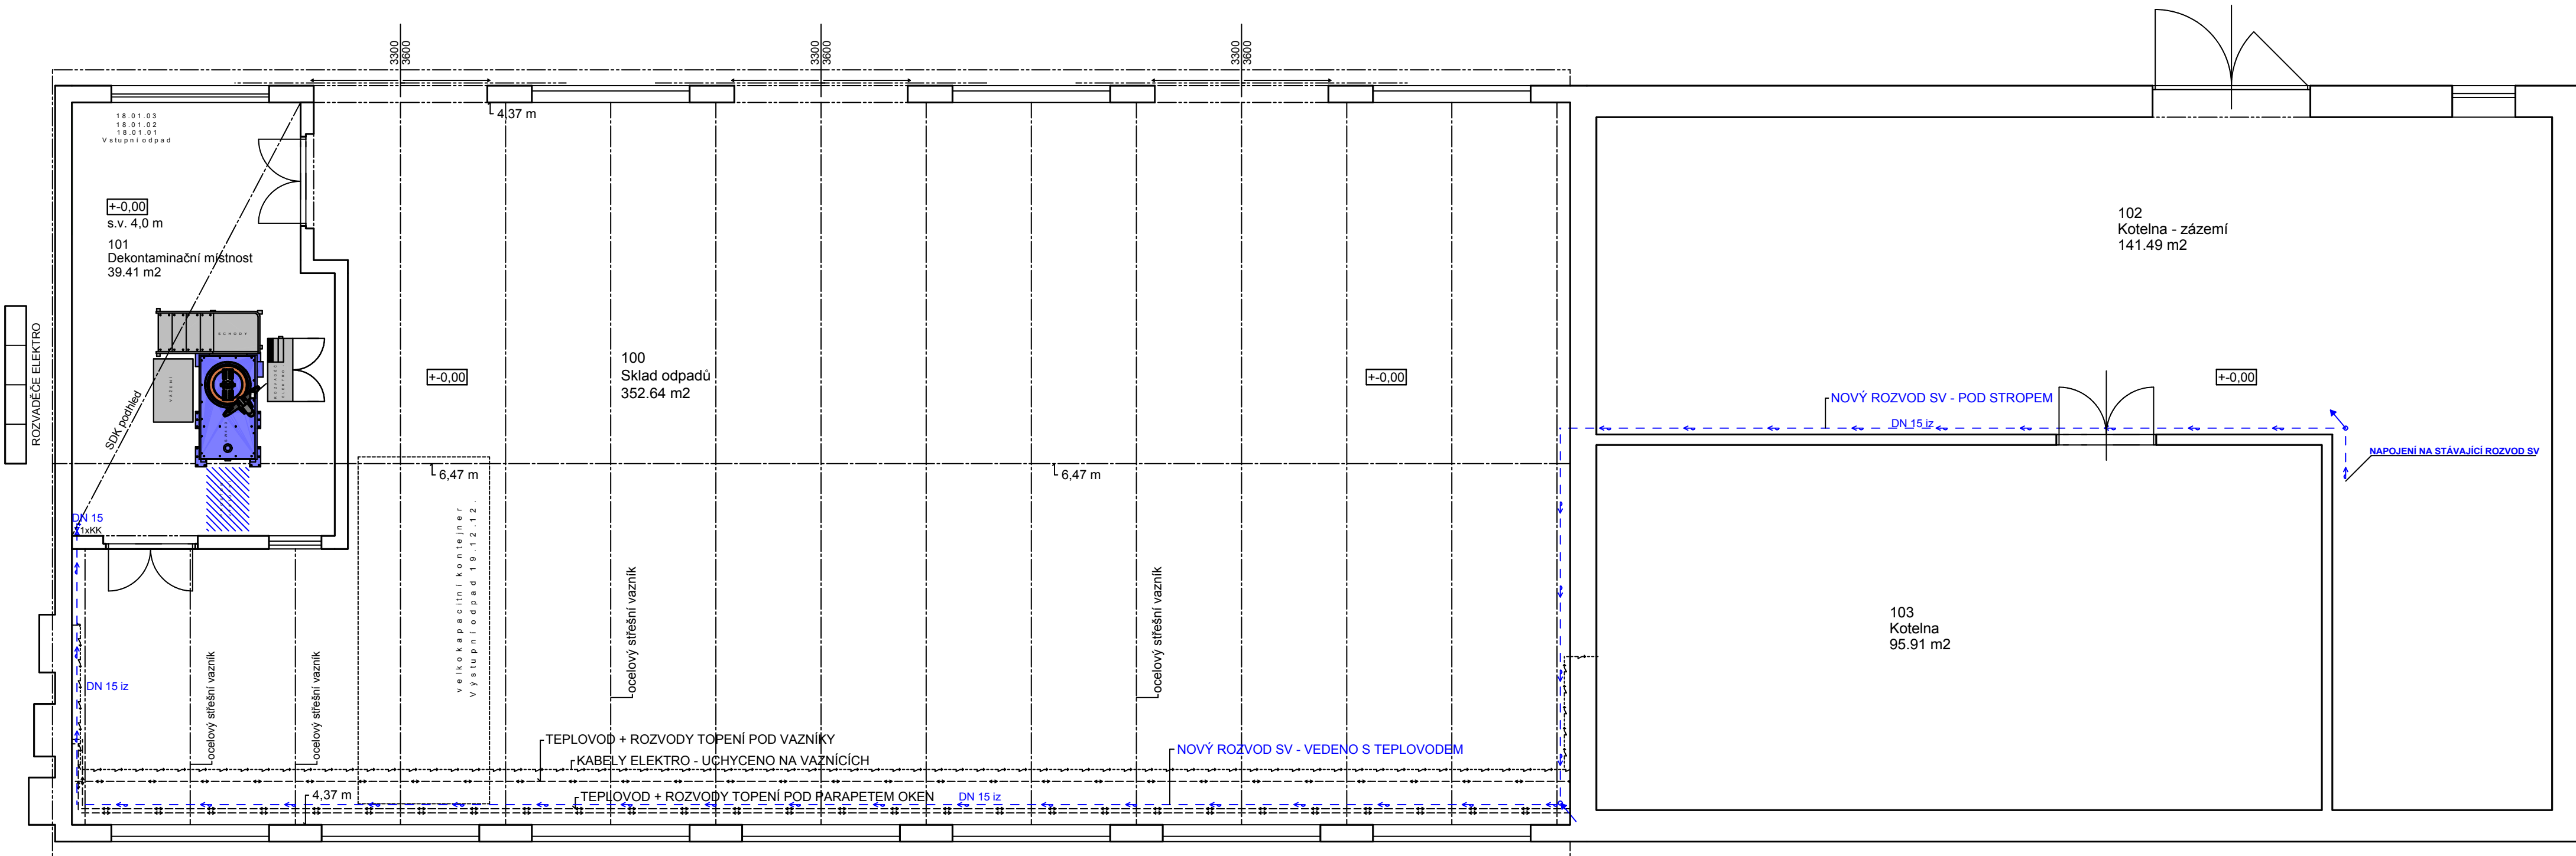 3300
3600
3300
3600
3300
3600
4,37 m
18.01.03
18.01.02
18.01.01
Vstupní odpad
+-0,00
s.v. 4,0 m
101
Dekontaminační místnost
39.41 m2
ROZVADĚČE ELEKTRO
SDK podhled
SCHODY
VÁŽENÍ
DN 15
1xKK
DN 15 iz
+-0,00
100
Sklad odpadů
352.64 m2
+-0,00
6,47 m
6,47 m
velkokapacitní kontejner
Výstupní odpad 19.12.12.
ocelový střešní vazník
ocelový střešní vazník
ocelový střešní vazník
ocelový střešní vazník
TEPLOVOD + ROZVODY TOPENÍ POD VAZNÍKY
KABELY ELEKTRO - UCHYCENO NA VAZNÍCÍCH
TEPLOVOD + ROZVODY TOPENÍ POD PARAPETEM OKEN
4,37 m
DN 15 iz
NOVÝ ROZVOD SV - VEDENO S TEPLOVODEM
102
Kotelna - zázemí
141.49 m2
+-0,00
NOVÝ ROZVOD SV - POD STROPEM
DN 15 iz
NAPOJENÍ NA STÁVAJÍCÍ ROZVOD SV
103
Kotelna
95.91 m2